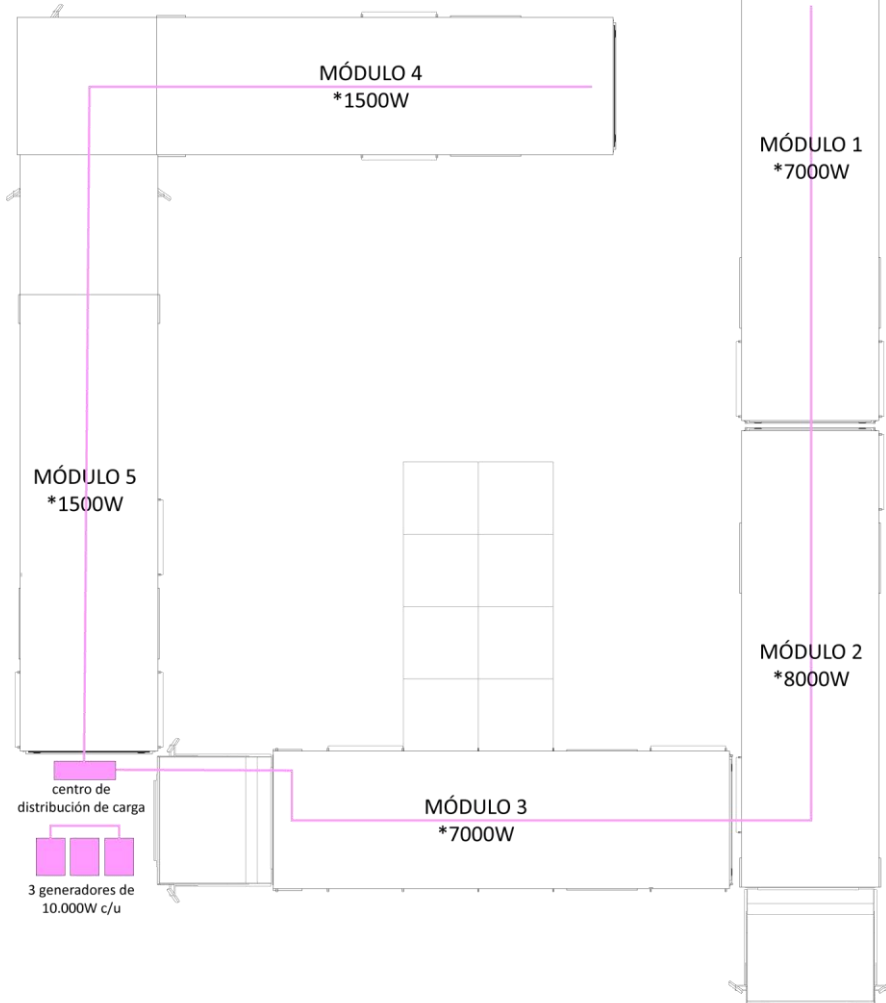 MÓDULO 4
*1500W
MÓDULO 1
*7000W
MÓDULO 5
*1500W
MÓDULO 2
*8000W
centro de
distribución de carga
MÓDULO 3
*7000W
3 generadores de
10.000W c/u